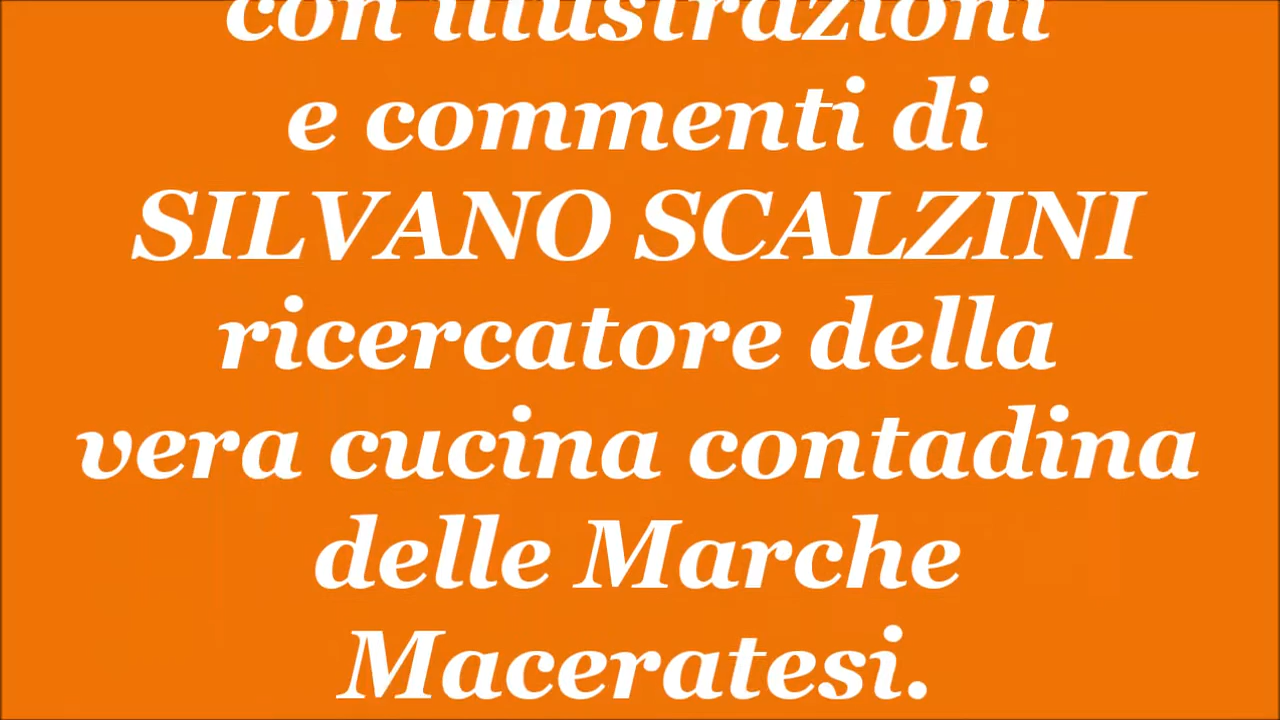 con illustrazioni
e commenti di
SILVANO SCALZINI
ricercatore della
vera cucina contadina
delle Marche
Maceratesi.